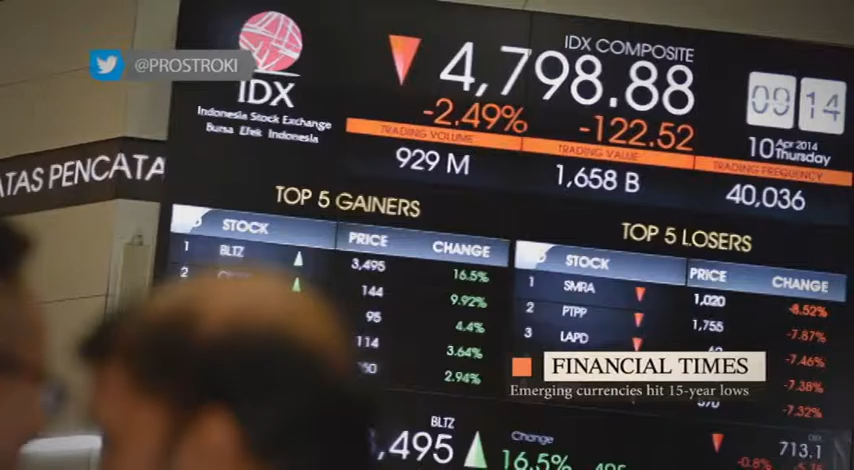 @PROSTROKI
IDX
Indonesia Stock Exchange
Bursa Efek Indonesia
IDX COMPOSITE
4,798.88
-2.49%
-122.52
09 14
10 Apr 2014
Thursday
TRADING VOLUME
TRADING VALUE
TRADING FREQUENCY
929 M
1,658 B
40,036
ATAS PENCATATA
TOP 5 GAINERS
STOCK PRICE CHANGE
1 BLTZ 3,495 16.5%
2 144 9.92%
95 4.4%
114 3.64%
2.94%
TOP 5 LOSERS
STOCK PRICE CHANGE
1 SMRA 1,020 -8.52%
2 PTPP 1,755 -7.87%
3 LAPD -7.46%
-7.38%
-7.32%
FINANCIAL TIMES
Emerging currencies hit 15-year lows
BLTZ
,495
Change
16.5%
495
713.1
-0.8%